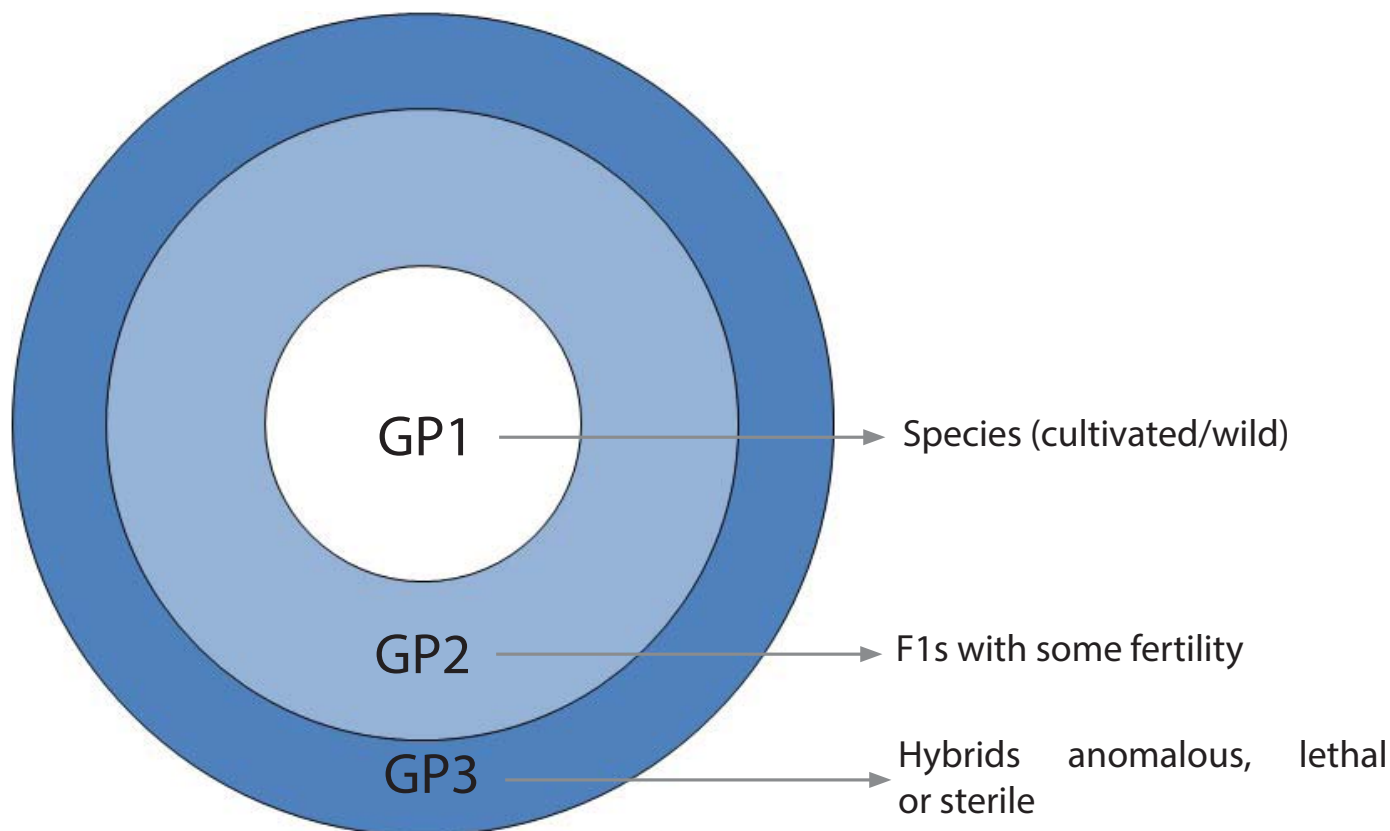 GP1
Species (cultivated/wild)
GP2
F1s with some fertility
GP3
Hybrids anomalous, lethal
or sterile